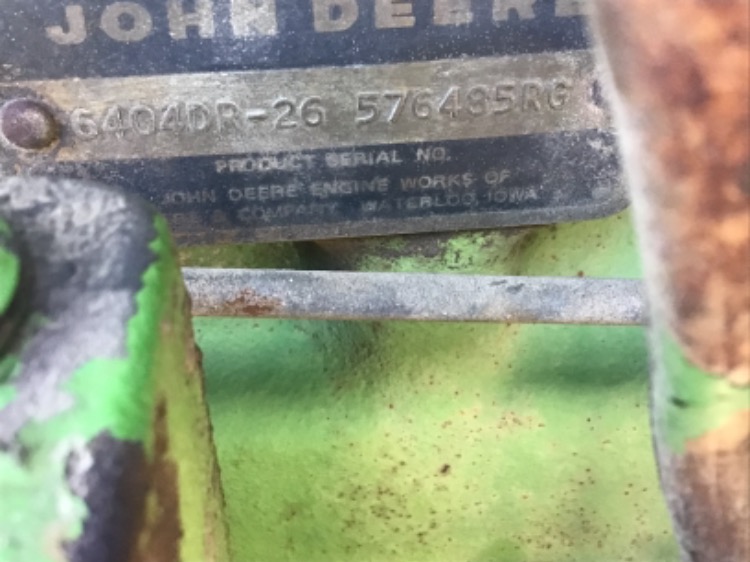 JOHN DEERE
6404DR-26 576485RG
PRODUCT SERIAL NO.
JOHN DEERE ENGINE WORKS OF
& COMPANY WATERLOO, IOWA